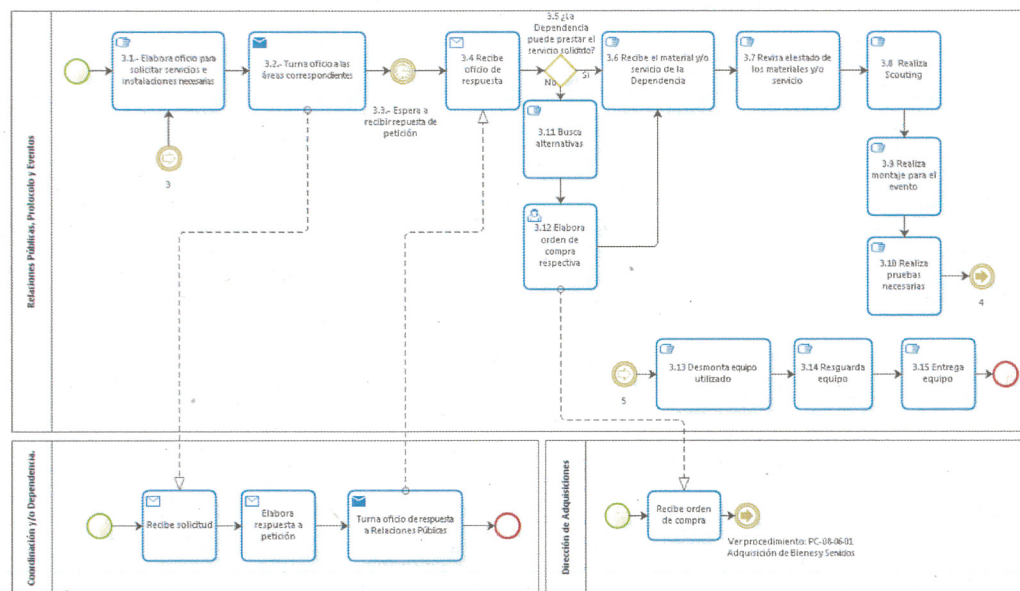 Relaciones Públicas, Protocolo y Eventos
3.1.- Elabora oficio para
solicitar servicios e
instalaciones necesarias
3.2.- Turna oficio a las
áreas correspondientes
3.3.- Espera a
recibir repuesta de
petición
3.4 Recibe
oficio de
respuesta
3.5 ¿La
Dependencia
puede prestar el
servicio solicitido?
No
Si
3.6 Recibe el material y/o
servicio de la
Dependencia
3.7 Revisa elestado de
los materiales y/o
servicio
3.8 Realiza
Scouting
3
3.11 Busca
alternativas
3.9 Realiza
montaje para el
evento
3.12 Elabora
orden de
compra
respectiva
3.10 Realiza
pruebas
necesarias
4
5
3.13 Desmonta equipo
utilizado
3.14 Resguarda
equipo
3.15 Entrega
equipo
Coordinación y/o Dependencia.
Recibe solicitud
Elabora
respuesta a
petición
Turna oficio de respuesta
a Relaciones Públicas
Dirección de Adquisiciones
Recibe orden
de compra
Ver procedimiento: PC-08-06-01
Adquisición de Bienes y Servicios